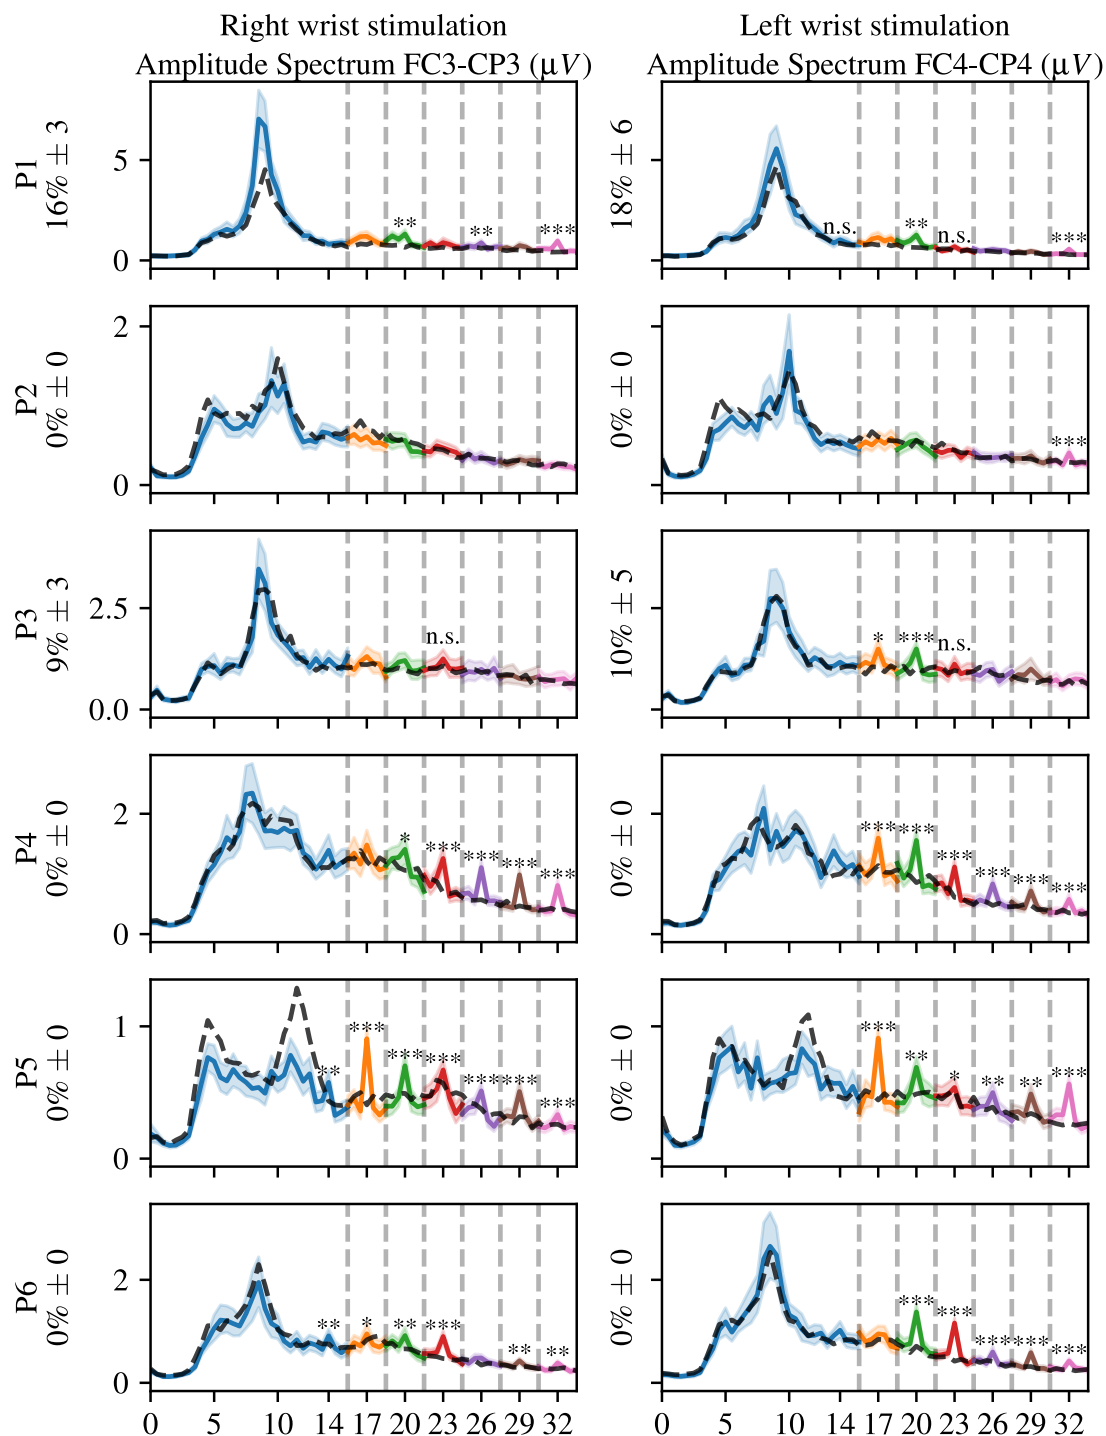 Right wrist stimulation
Left wrist stimulation
Amplitude Spectrum FC3-CP3 (μV)
Amplitude Spectrum FC4-CP4 (μV)
P1
16% ± 3
5
0
**
**
***
18% ± 6
n.s.
**
n.s.
***
P2
0% ± 0
2
0
0% ± 0
***
P3
9% ± 3
2.5
0.0
n.s.
10% ± 5
*
***
n.s.
P4
0% ± 0
2
0
*
***
***
***
***
0% ± 0
***
***
***
***
***
***
P5
0% ± 0
1
0
**
***
***
***
***
***
***
0% ± 0
***
**
*
**
**
***
P6
0% ± 0
2
0
**
*
**
***
**
**
0% ± 0
***
***
***
***
***
0 5 10 14 17 20 23 26 29 32
0 5 10 14 17 20 23 26 29 32